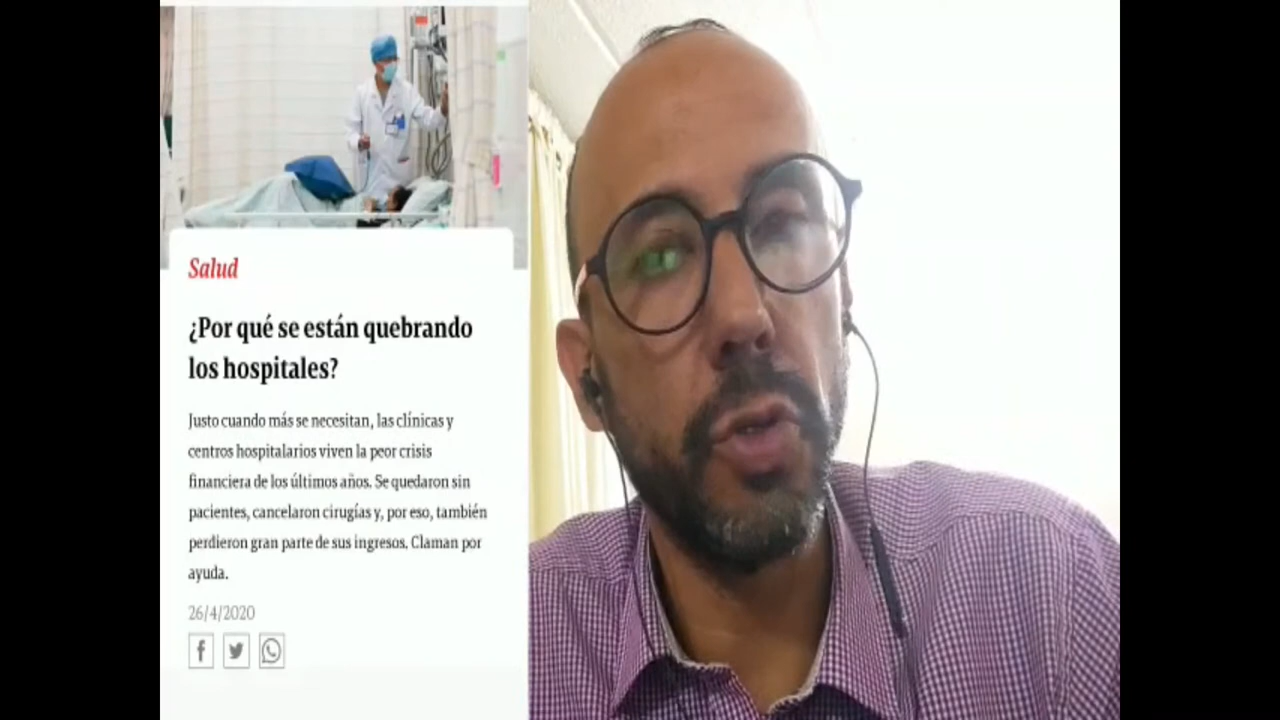 Salud
¿Por qué se están quebrando
los hospitales?
Justo cuando más se necesitan, las clínicas y
centros hospitalarios viven la peor crisis
financiera de los últimos años. Se quedaron sin
pacientes, cancelaron cirugías y, por eso, también
perdieron gran parte de sus ingresos. Claman por
ayuda.
26/4/2020